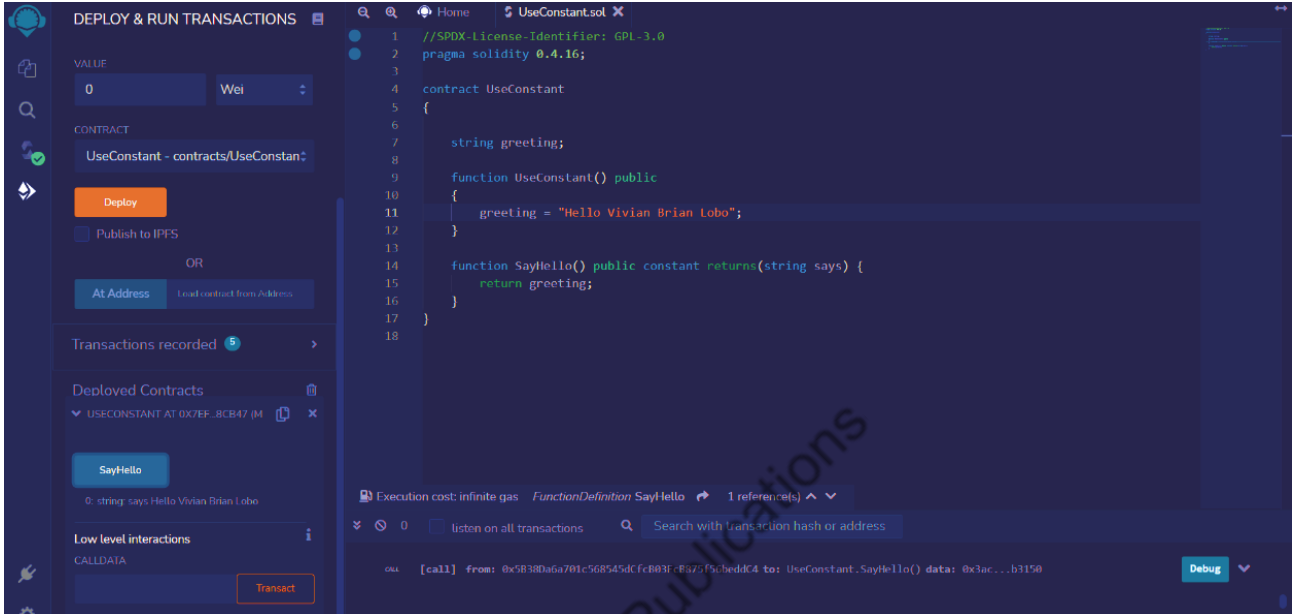 DEPLOY & RUN TRANSACTIONS
VALUE
0
Wei
CONTRACT
UseConstant - contracts/UseConstan
Deploy
Publish to IPFS
OR
At Address
Load contract from Address
Transactions recorded 5
Deployed Contracts
USECONSTANT AT 0X7EF...8CB47 (M
SayHello
0: string: says Hello Vivian Brian Lobo
Low level interactions
i
CALLDATA
Transact
Home
UseConstant.sol
1 //SPDX-License-Identifier: GPL-3.0
2 pragma solidity 0.4.16;
3
4 contract UseConstant
5 {
6
7 string greeting;
8
9 function UseConstant() public
10 {
11 greeting = "Hello Vivian Brian Lobo";
12 }
13
14 function SayHello() public constant returns(string says) {
15 return greeting;
16 }
17 }
18
Execution cost: infinite gas FunctionDefinition SayHello 1 reference(s)
0 listen on all transactions Search with transaction hash or address
CALL [call] from: 0x5B38Da6a701c568545dCfcB03FcB875f56beddC4 to: UseConstant.SayHello() data: 0x3ac...b3150
Debug
Publications